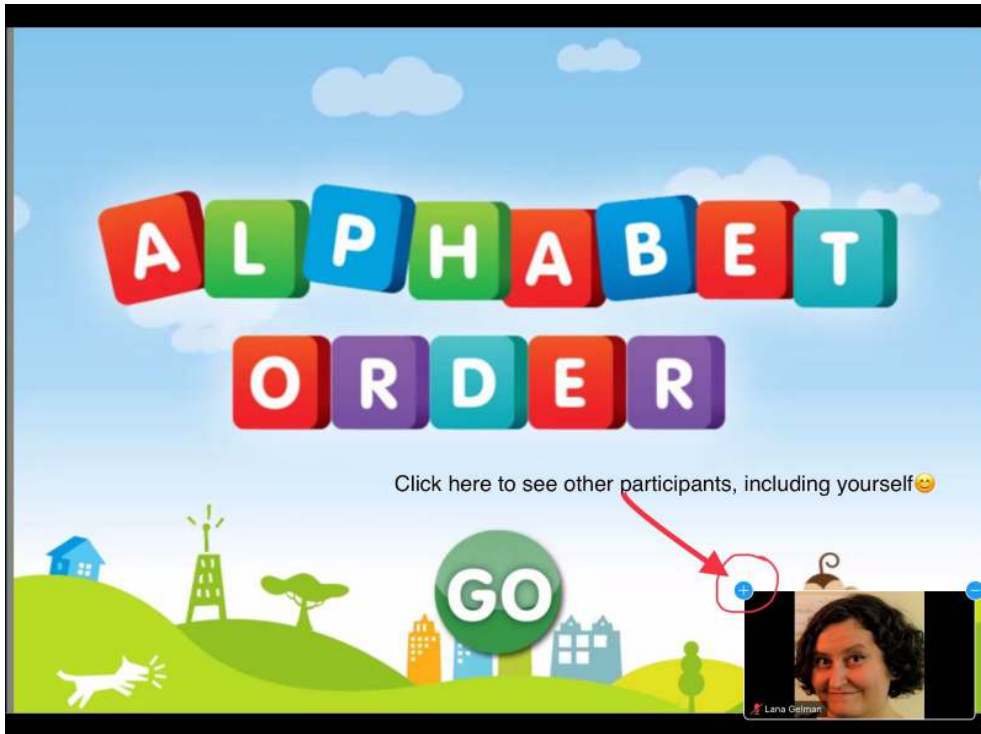 ALPHABET
ORDER
Click here to see other participants, including yourself😊
GO
Lana Gelman